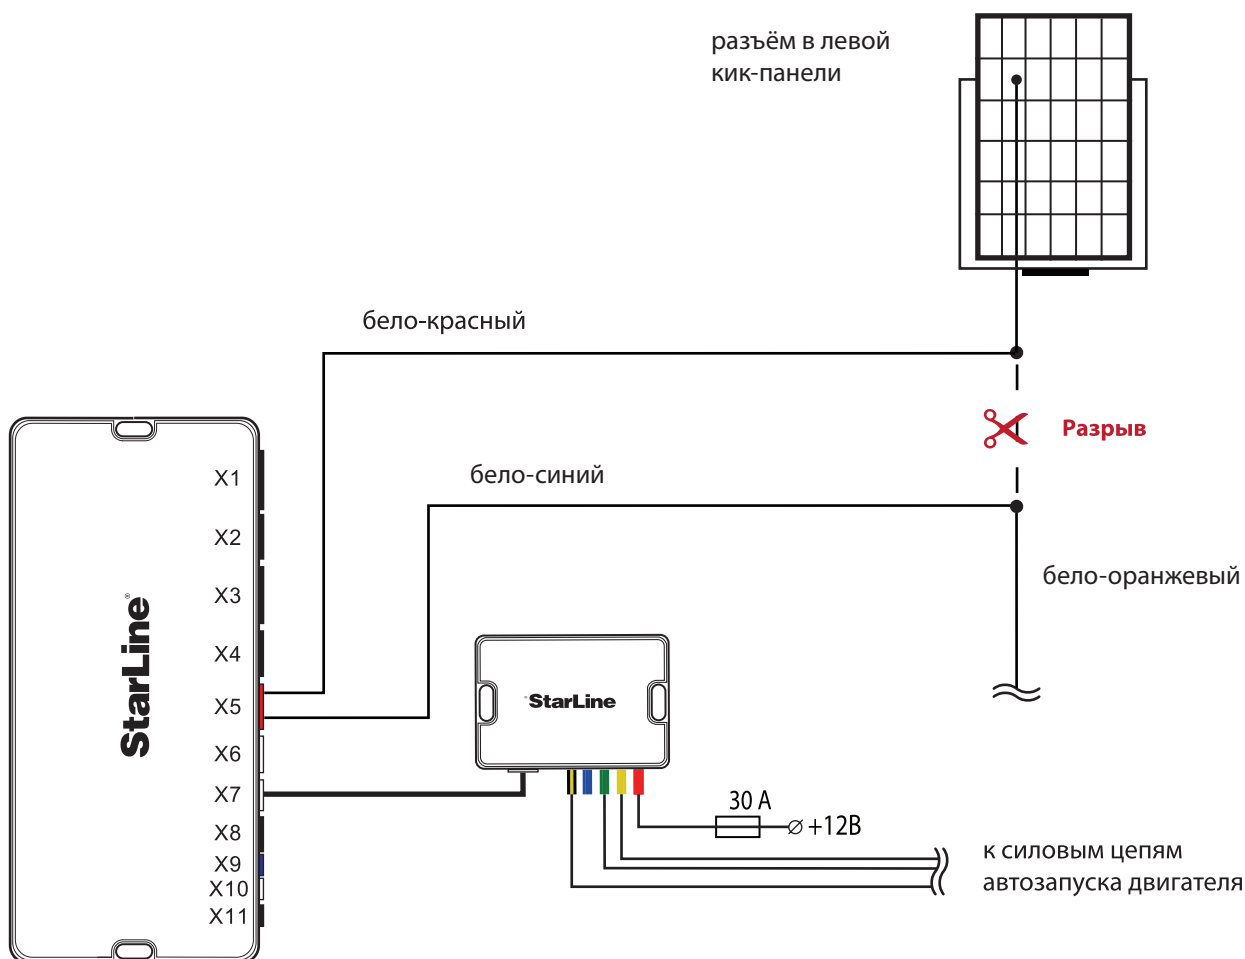 разъём в левой
кик-панели
бело-красный
Разрыв
бело-синий
бело-оранжевый
StarLine®
X1
X2
X3
X4
X5
X6
X7
X8
X9
X10
X11
®StarLine
30 А
+12В
к силовым цепям
автозапуска двигателя